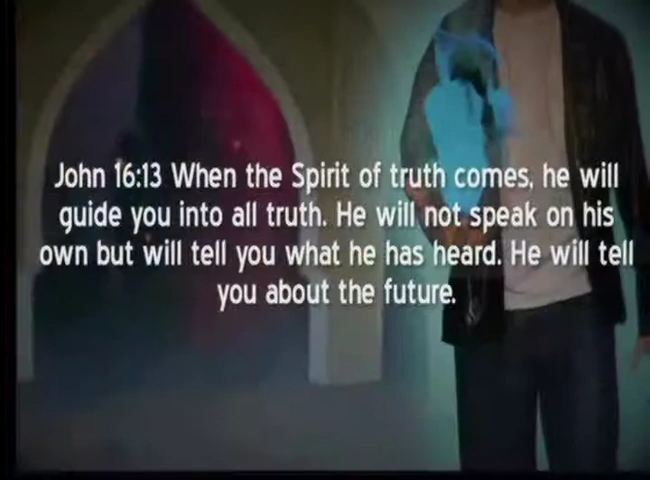 John 16:13 When the Spirit of truth comes, he will
guide you into all truth. He will not speak on his
own but will tell you what he has heard. He will tell
you about the future.